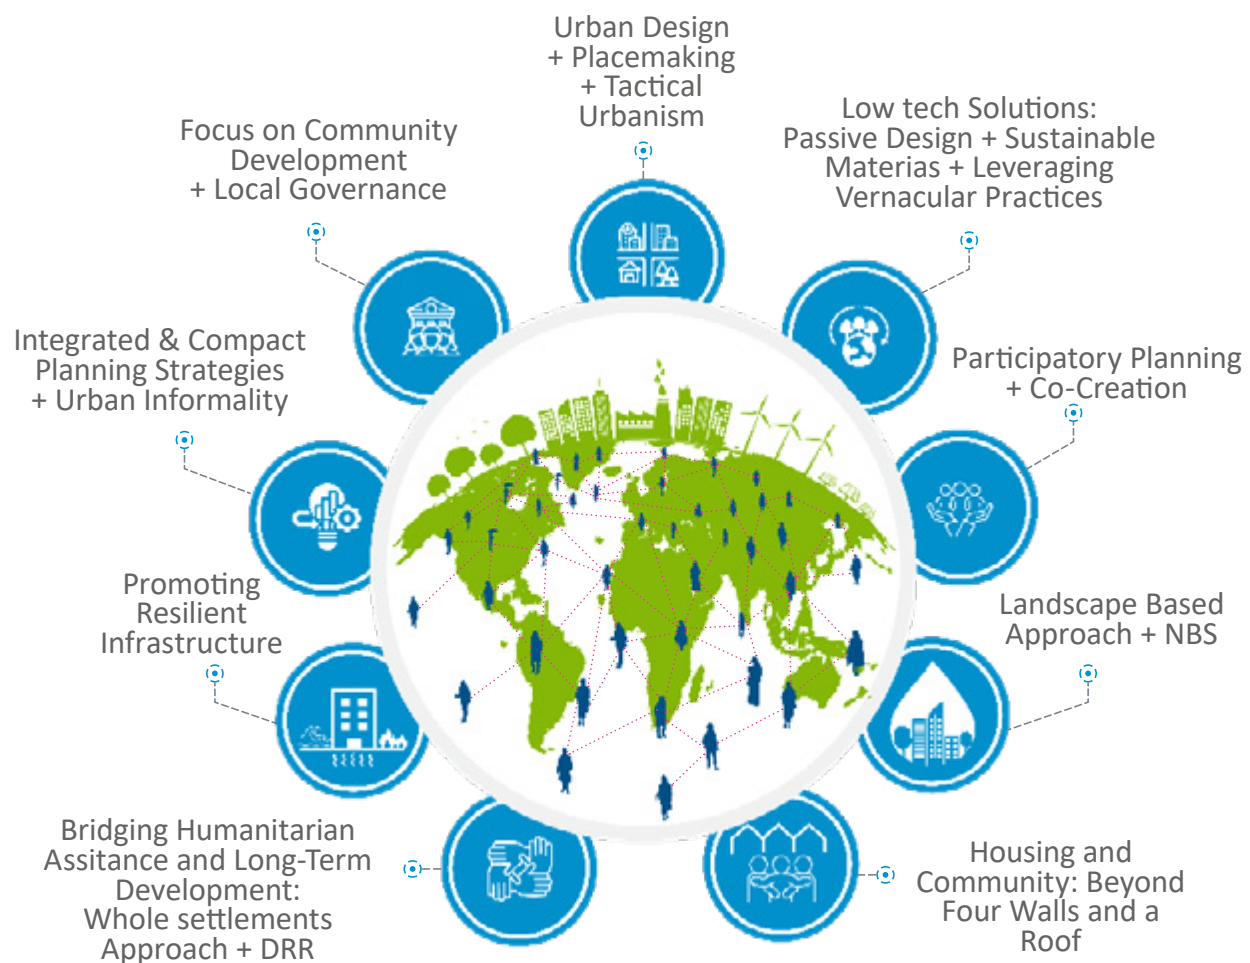 Urban Design
+ Placemaking
+ Tactical
Urbanism
Low tech Solutions:
Passive Design + Sustainable
Materias + Leveraging
Vernacular Practices
Focus on Community
Development
+ Local Governance
Integrated & Compact
Planning Strategies
+ Urban Informality
Participatory Planning
+ Co-Creation
Promoting
Resilient
Infrastructure
Landscape Based
Approach + NBS
Bridging Humanitarian
Assitance and Long-Term
Development:
Whole settlements
Approach + DRR
Housing and
Community: Beyond
Four Walls and a
Roof